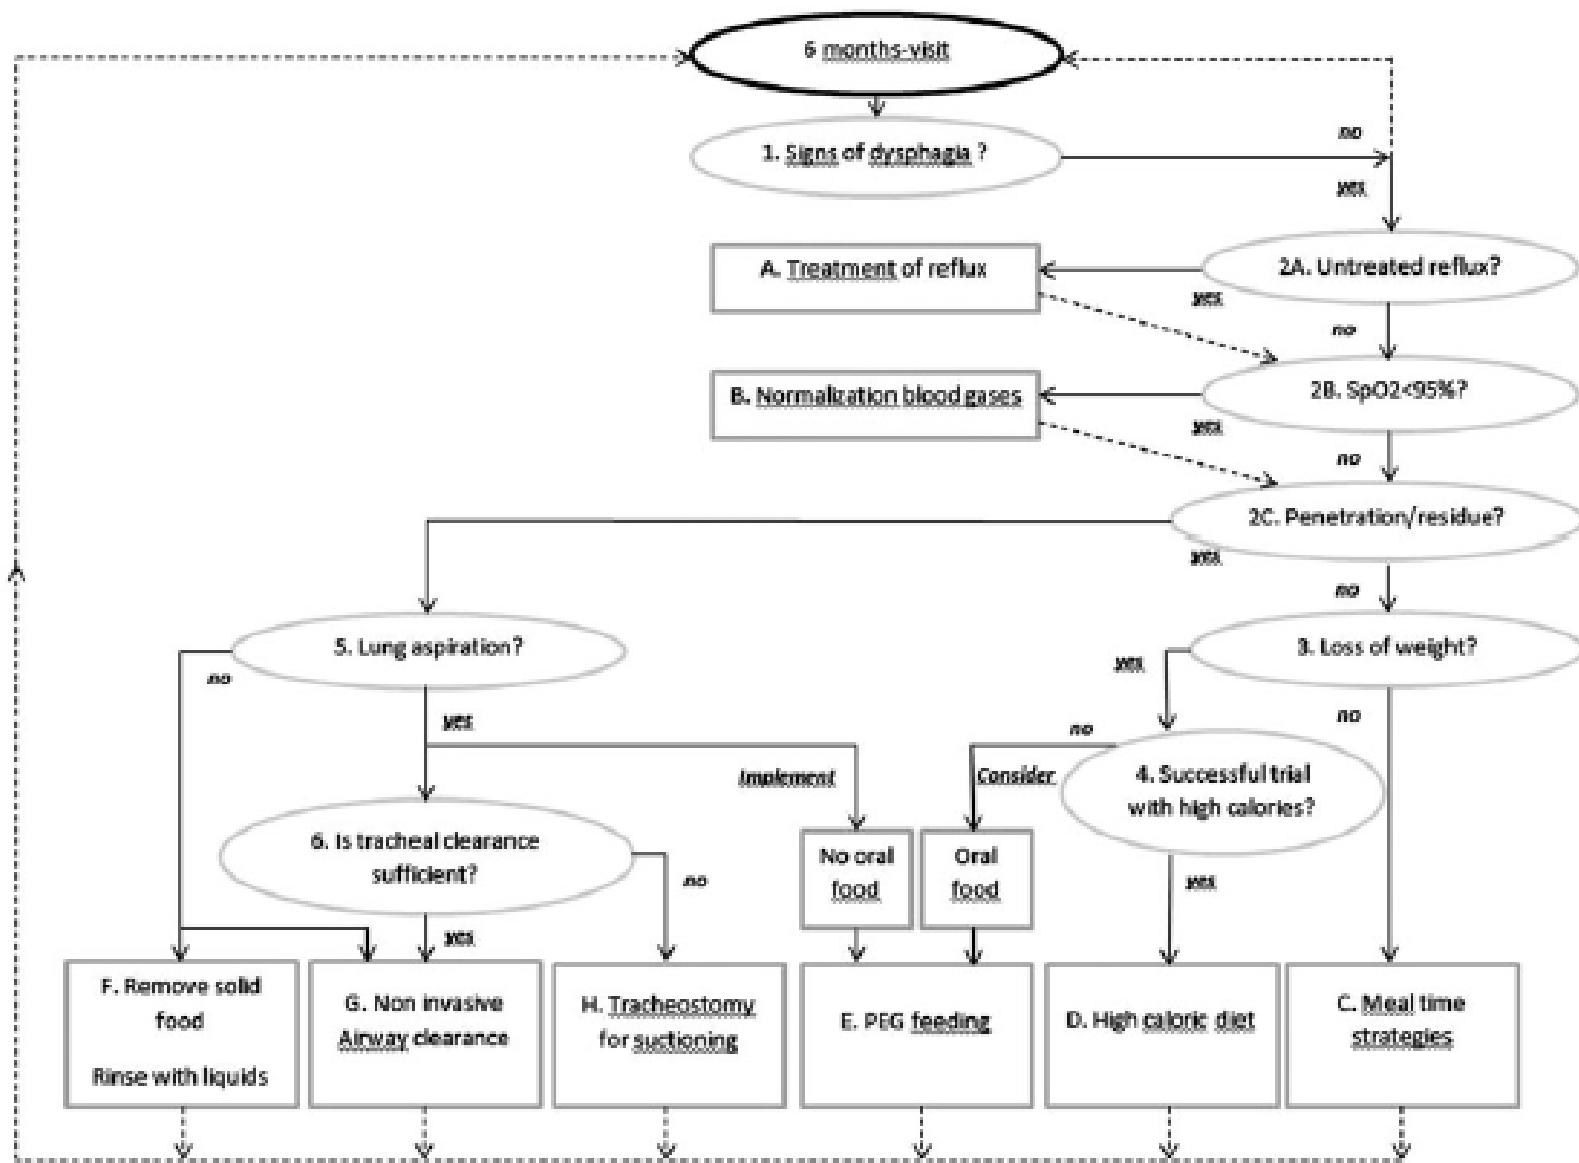 6 months-visit
no
1. Signs of dysphagia ?
yes
A. Treatment of reflux
2A. Untreated reflux?
yes
no
B. Normalization blood gases
2B. SpO2<95%?
yes
no
2C. Penetration/residue?
yes
no
5. Lung aspiration?
3. Loss of weight?
no
yes
yes
no
no
Implement
Consider
4. Successful trial
with high calories?
6. Is tracheal clearance
sufficient?
no
No oral
food
Oral
food
yes
yes
F. Remove solid
food
Rinse with liquids
G. Non invasive
Airway clearance
H. Tracheostomy
for suctioning
E. PEG feeding
D. High caloric diet
C. Meal time
strategies